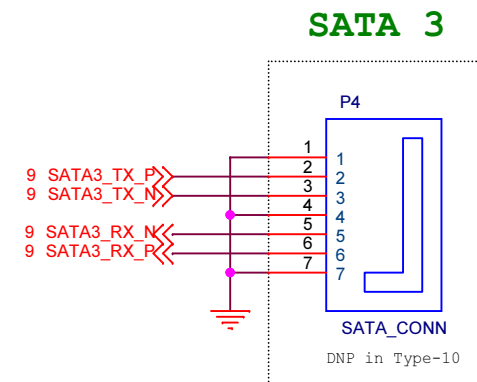 SATA 3
P4
1 1
9 SATA3_TX_P 2 2
9 SATA3_TX_N 3 3
4 4
9 SATA3_RX_N 5 5
9 SATA3_RX_P 6 6
7 7
SATA_CONN
DNP in Type-10